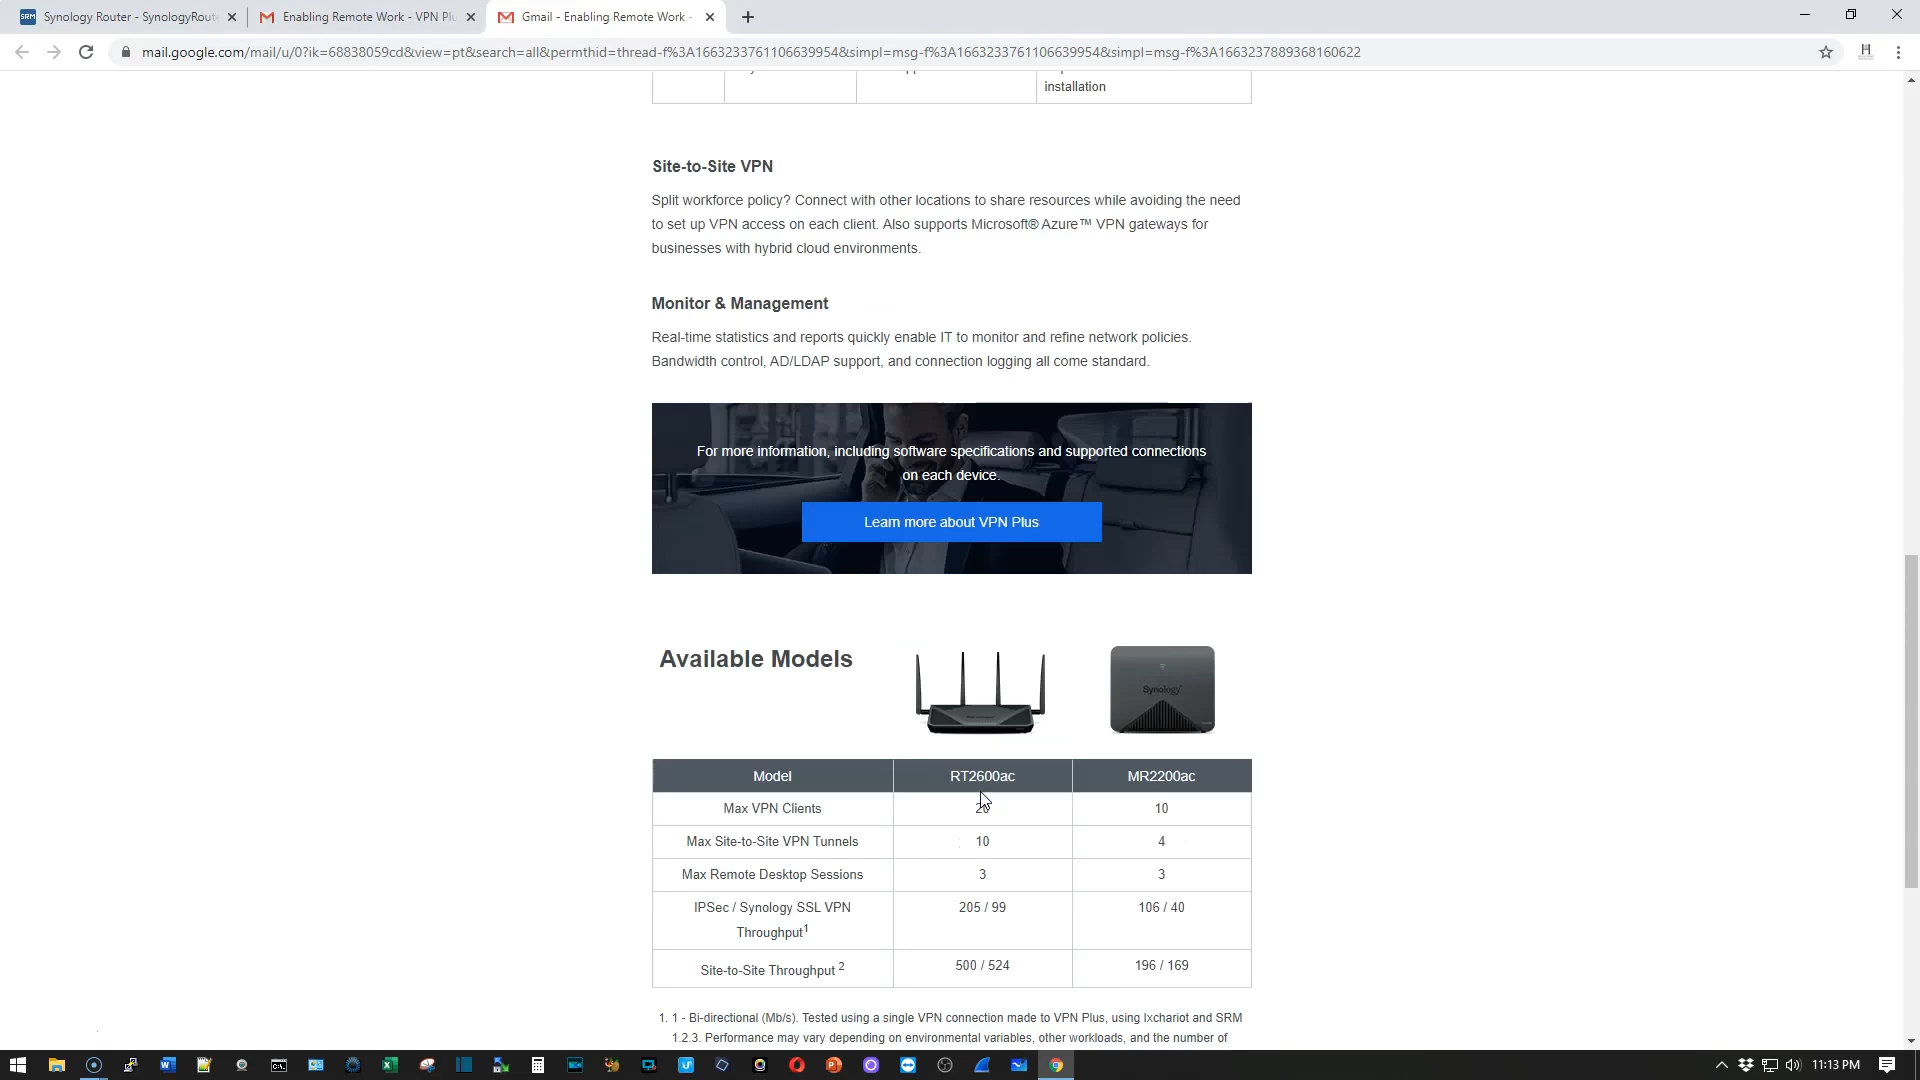 Synology Router - SynologyRout
Enabling Remote Work - VPN Plu
Gmail - Enabling Remote Work -
mail.google.com/mail/u/0?ik=68838059cd&view=pt&search=all&permthid=thread-f%3A1663233761106639954&simpl=msg-f%3A1663233761106639954&simpl=msg-f%3A1663237889368160622
installation
Site-to-Site VPN
Split workforce policy? Connect with other locations to share resources while avoiding the need
to set up VPN access on each client. Also supports Microsoft® Azure™ VPN gateways for
businesses with hybrid cloud environments.
Monitor & Management
Real-time statistics and reports quickly enable IT to monitor and refine network policies.
Bandwidth control, AD/LDAP support, and connection logging all come standard.
For more information, including software specifications and supported connections
on each device.
Learn more about VPN Plus
Available Models
Synology
Model RT2600ac MR2200ac
Max VPN Clients 20 10
Max Site-to-Site VPN Tunnels 10 4
Max Remote Desktop Sessions 3 3
IPSec / Synology SSL VPN 205 / 99 106 / 40
Throughput1
Site-to-Site Throughput 2 500 / 524 196 / 169
1. 1 - Bi-directional (Mb/s). Tested using a single VPN connection made to VPN Plus, using Ixchariot and SRM
1.2.3. Performance may vary depending on environmental variables, other workloads, and the number of
11:13 PM